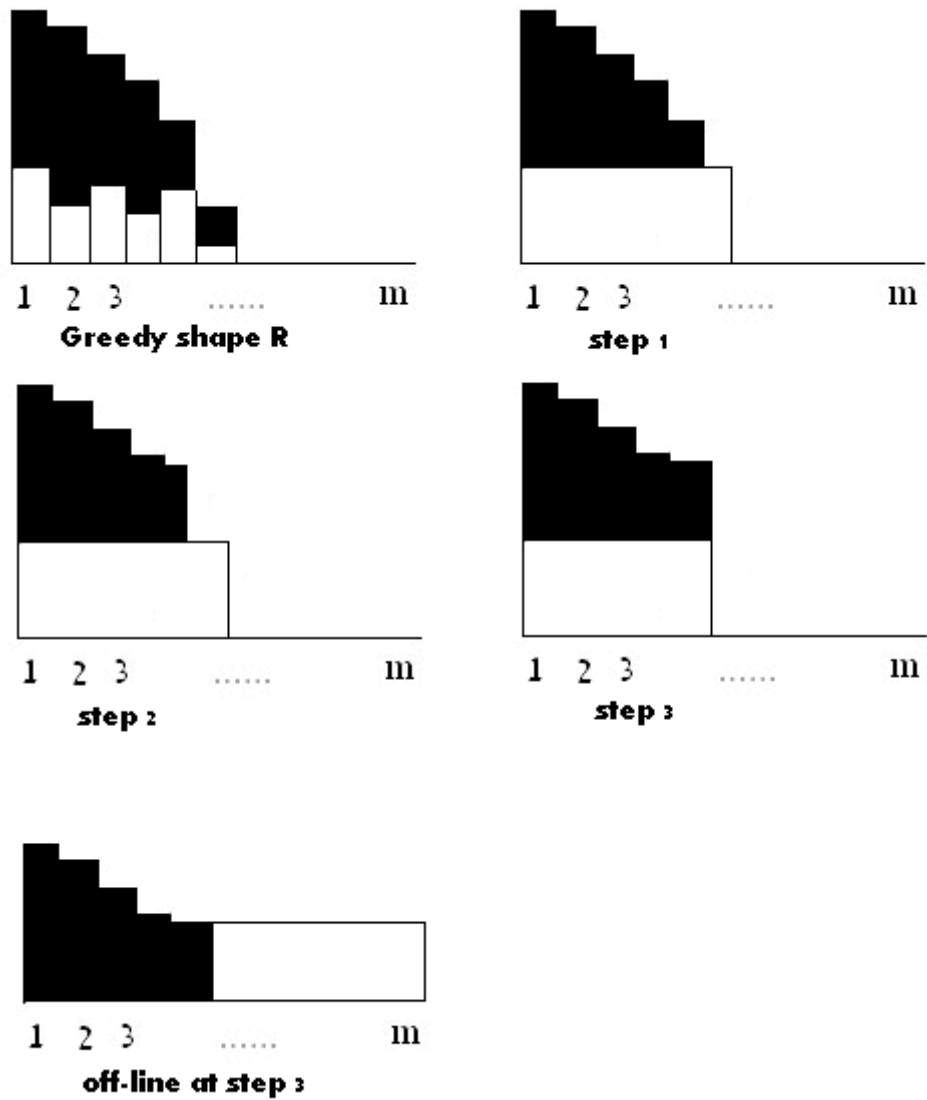 1 2 3 ...... m
Greedy shape R
1 2 3 ...... m
step 1
1 2 3 ...... m
step 2
1 2 3 ...... m
step 3
1 2 3 ...... m
off-line at step 3